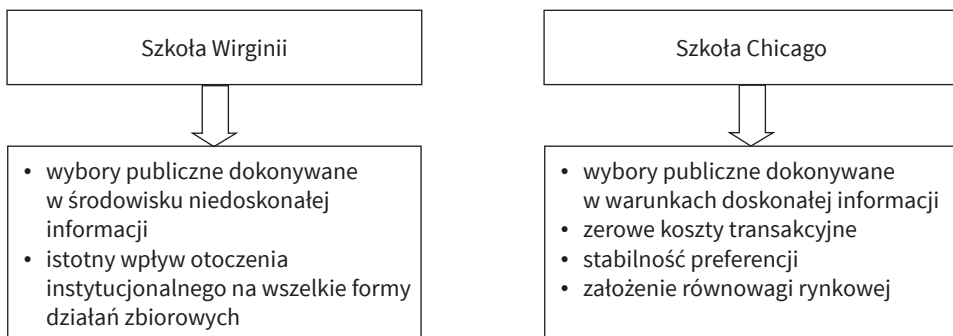 Szkoła Wirginii
• wybory publiczne dokonywane
w środowisku niedoskonałej
informacji
• istotny wpływ otoczenia
instytucjonalnego na wszelkie formy
działań zbiorowych
Szkoła Chicago
• wybory publiczne dokonywane
w warunkach doskonałej informacji
• zerowe koszty transakcyjne
• stabilność preferencji
• założenie równowagi rynkowej